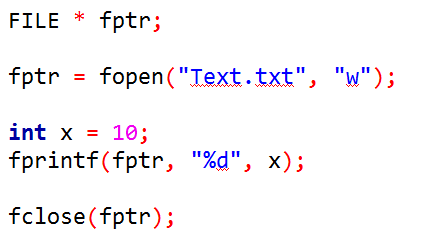 FILE * fptr;
fptr = fopen("Text.txt", "w");
int x = 10;
fprintf(fptr, "%d", x);
fclose(fptr);